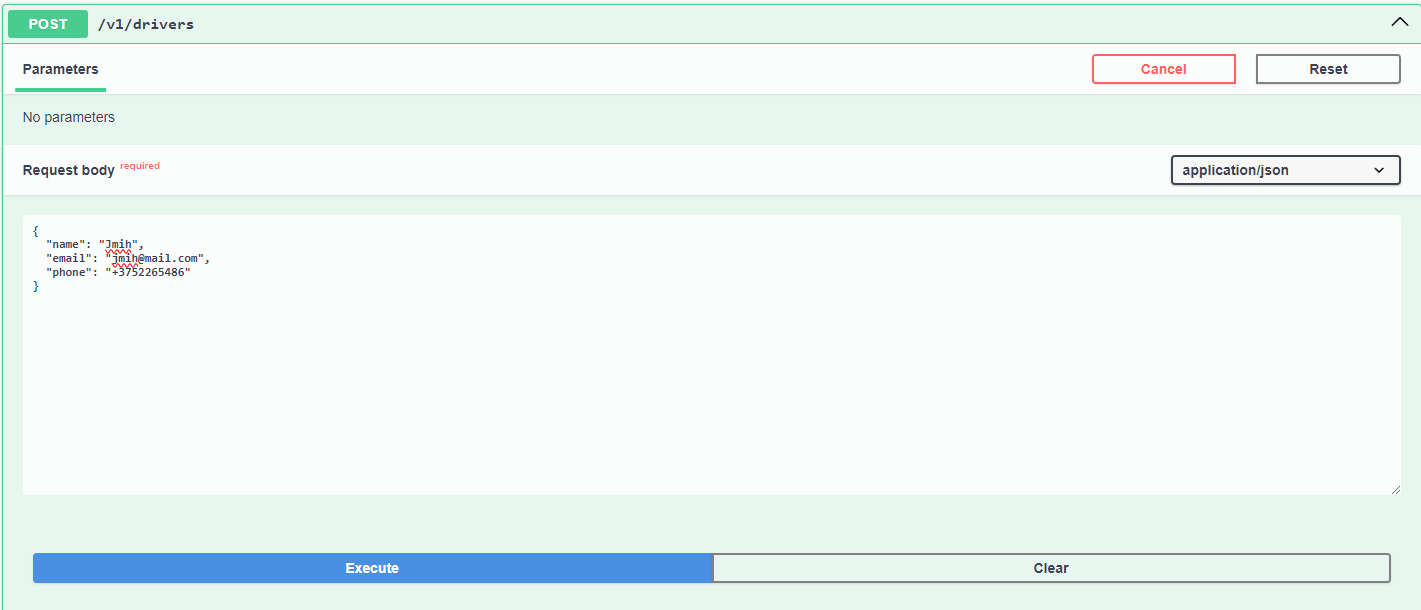 POST /v1/drivers
Parameters
Cancel
Reset
No parameters
Request body required
application/json
{
  "name": "Jmih",
  "email": "jmih@mail.com",
  "phone": "+3752265486"
}
Execute
Clear